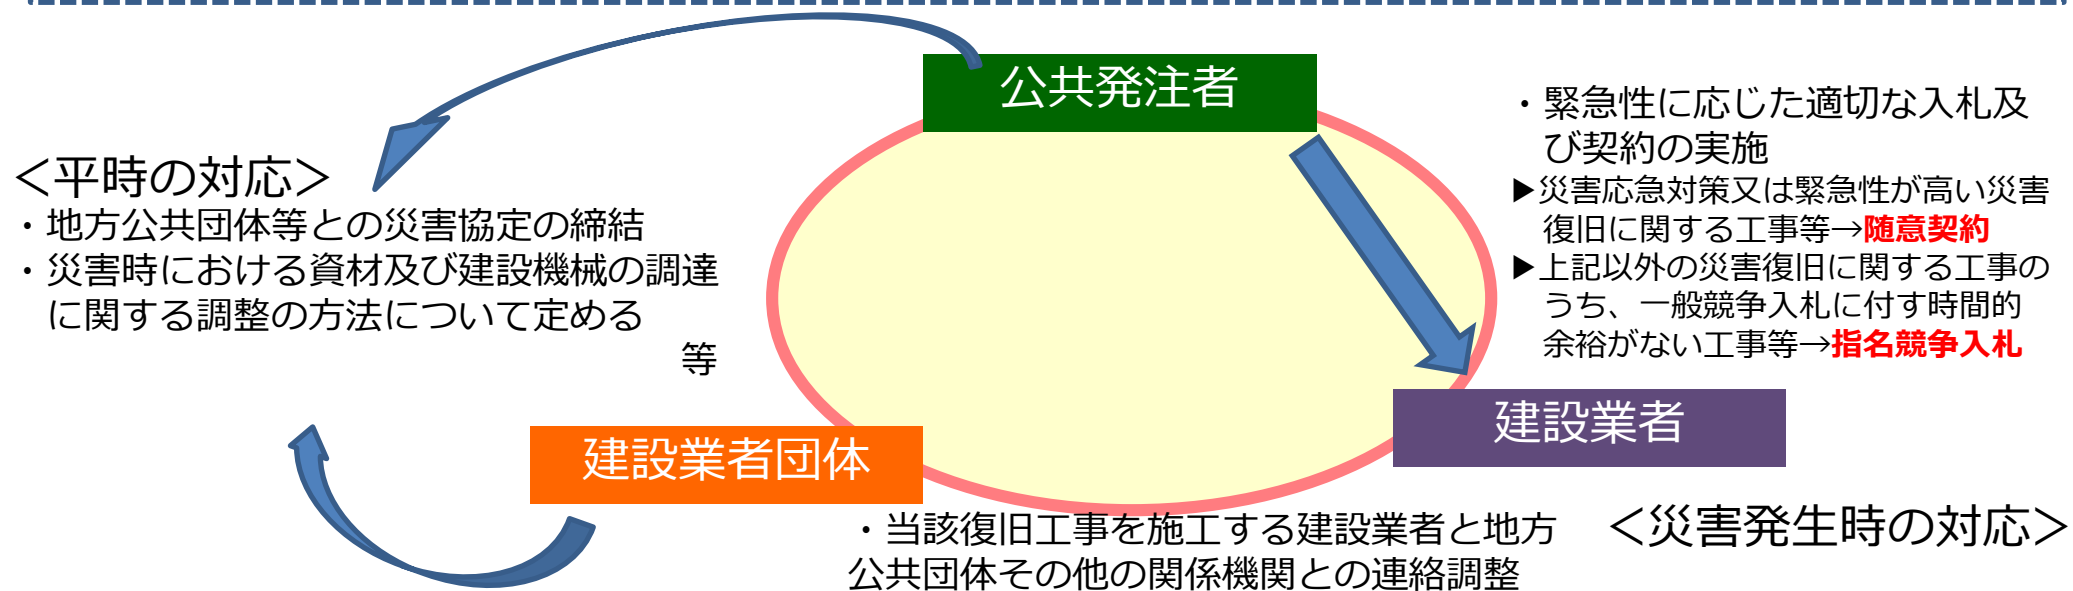 公共発注者
<平時の対応>
・地方公共団体等との災害協定の締結
・災害時における資材及び建設機械の調達
に関する調整の方法について定める
等
・緊急性に応じた適切な入札及
び契約の実施
▶災害応急対策又は緊急性が高い災害
復旧に関する工事等→随意契約
▶上記以外の災害復旧に関する工事の
うち、一般競争入札に付す時間的
余裕がない工事等→指名競争入札
建設業者
建設業者団体
・当該復旧工事を施工する建設業者と地方
公共団体その他の関係機関との連絡調整
<災害発生時の対応>